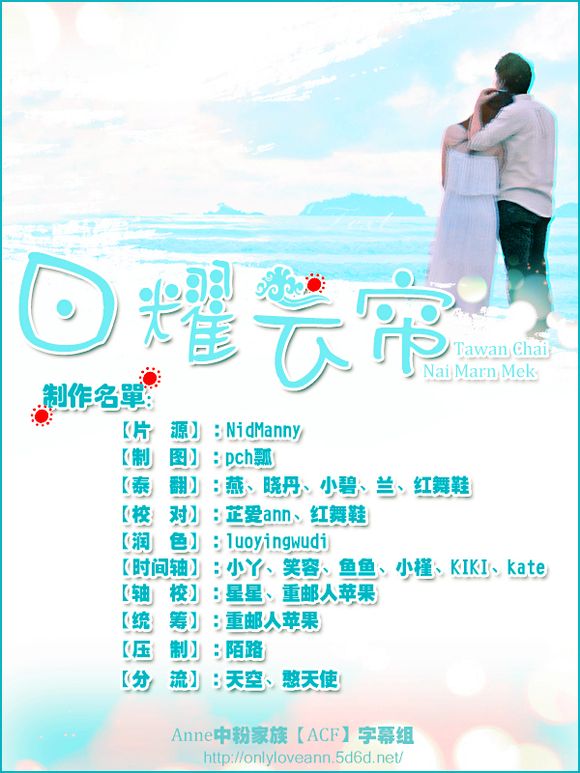 日耀云帘
Tawan Chai
Nai Marn Mek
制作名單:
【片 源】:NidManny
【制 图】:pch瓢
【泰 翻】:燕、晓丹、小碧、兰、红舞鞋
【校 对】:芷爱ann、红舞鞋
【润 色】:luoyingwudi
【时间轴】:小丫、笑容、鱼鱼、小槿、KIKI、kate
【轴 校】:星星、重邮人苹果
【统 筹】:重邮人苹果
【压 制】:陌路
【分 流】:天空、憨天使
Anne中粉家族【ACF】字幕组
http://onlyloveann.5d6d.net/